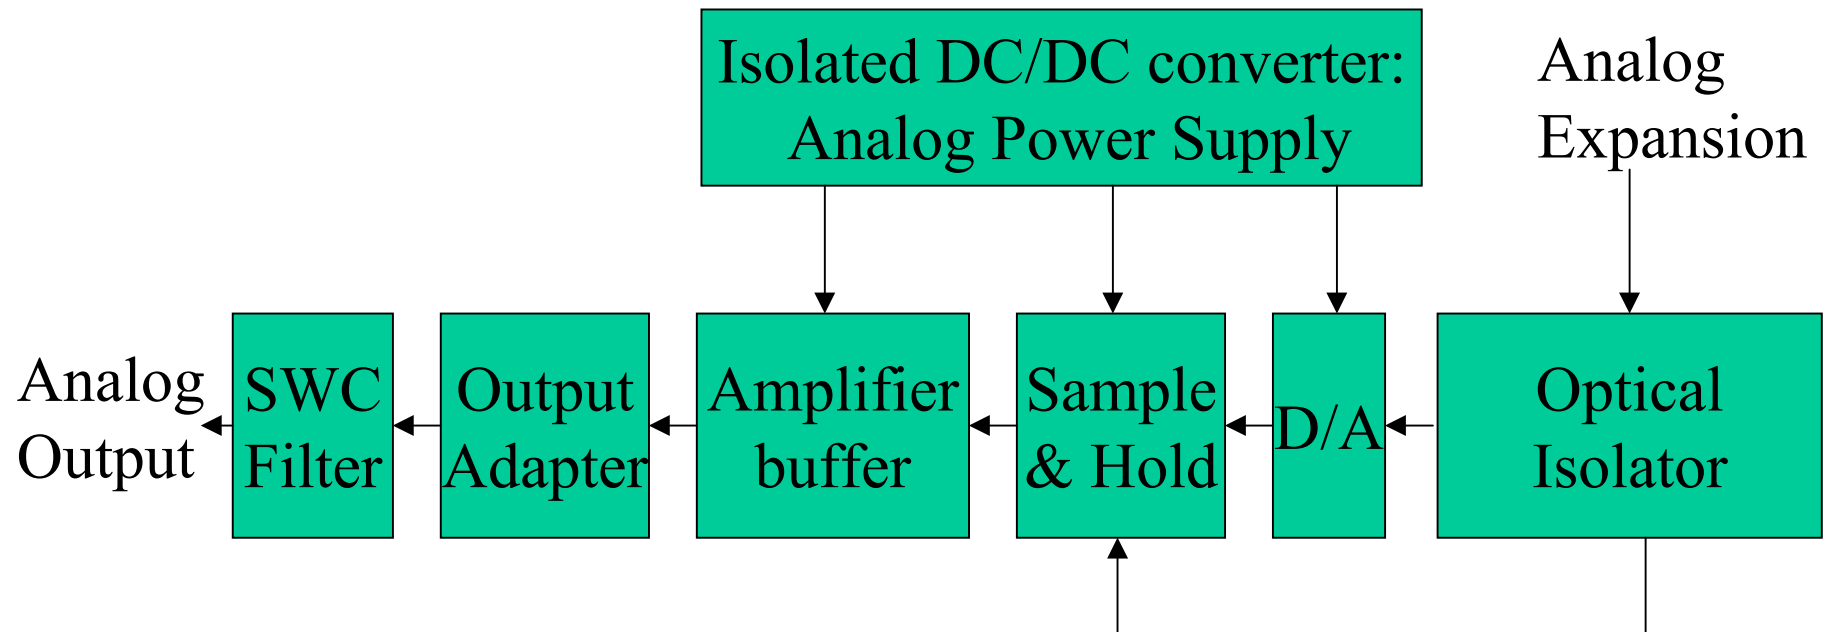 Isolated DC/DC converter:
Analog Power Supply
Analog
Expansion
Analog
Output
SWC
Filter
Output
Adapter
Amplifier
buffer
Sample
& Hold
D/A
Optical
Isolator